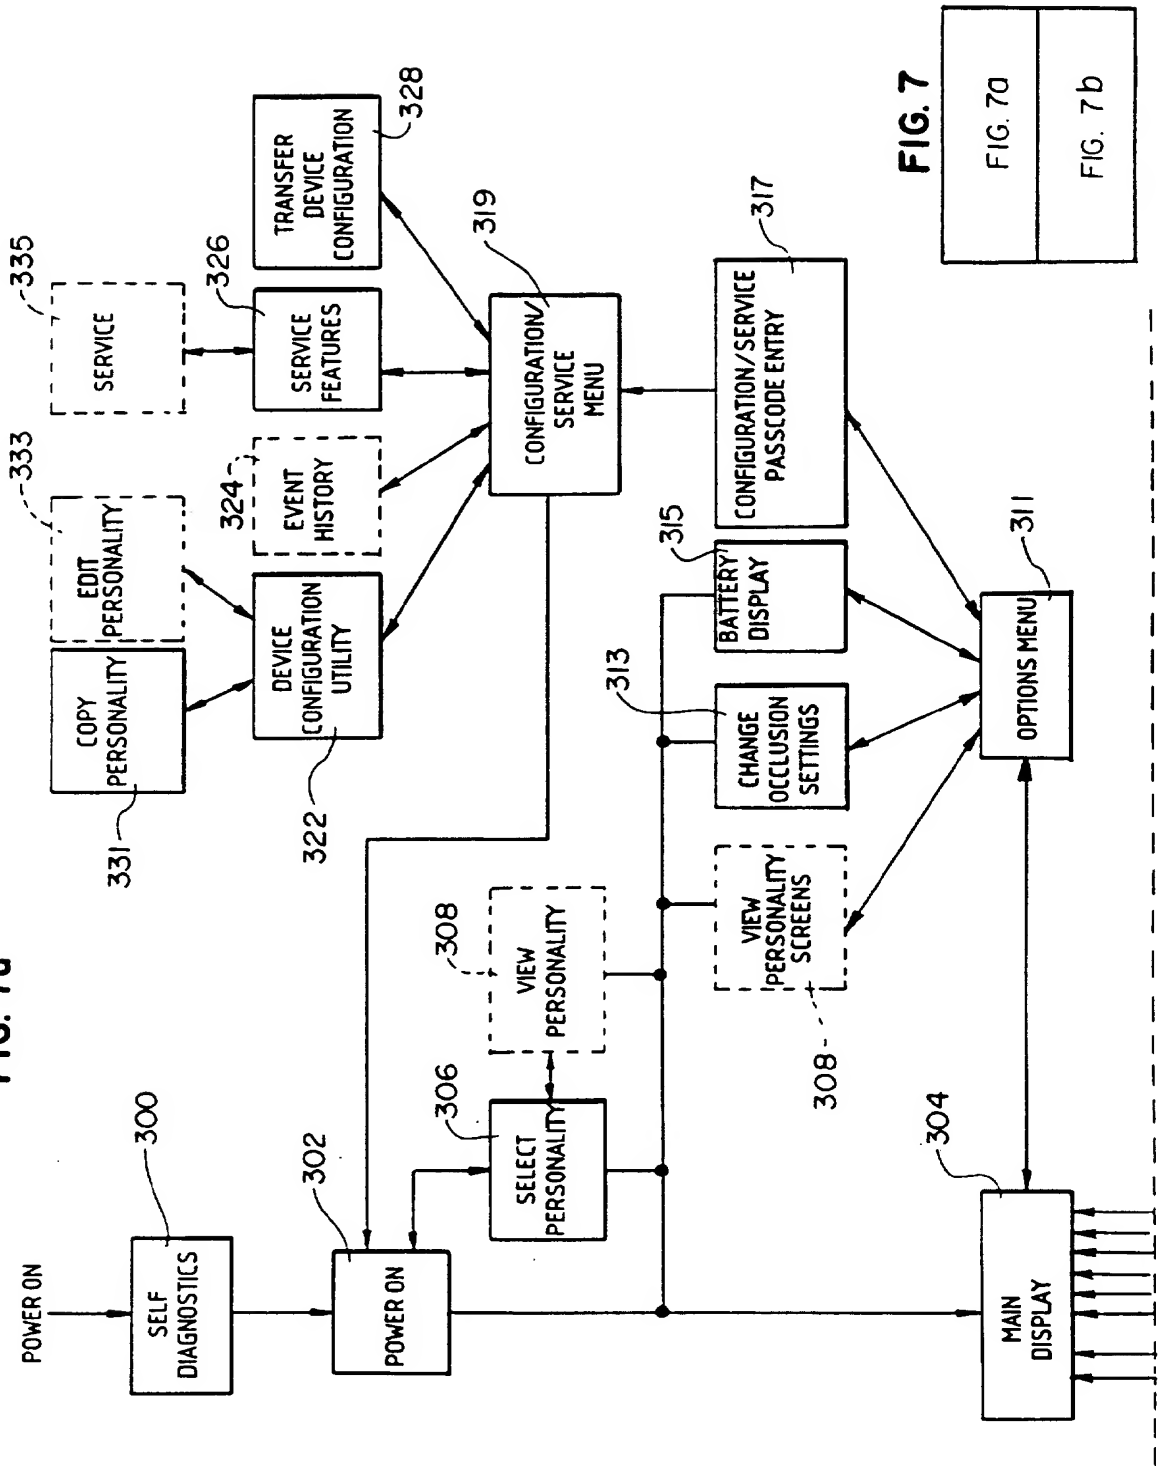 FIG. 7a
POWER ON
300
SELF
DIAGNOSTICS
302
POWER ON
306
SELECT
PERSONALITY
308
VIEW
PERSONALITY
304
MAIN
DISPLAY
308
VIEW
PERSONALITY
SCREENS
313
CHANGE
OCCLUSION
SETTINGS
315
BATTERY
DISPLAY
317
CONFIGURATION/SERVICE
PASSCODE ENTRY
311
OPTIONS MENU
319
CONFIGURATION/
SERVICE
MENU
331
COPY
PERSONALITY
333
EDIT
PERSONALITY
335
SERVICE
322
DEVICE
CONFIGURATION
UTILITY
324
EVENT
HISTORY
326
SERVICE
FEATURES
328
TRANSFER
DEVICE
CONFIGURATION
FIG. 7
FIG. 7a
FIG. 7b